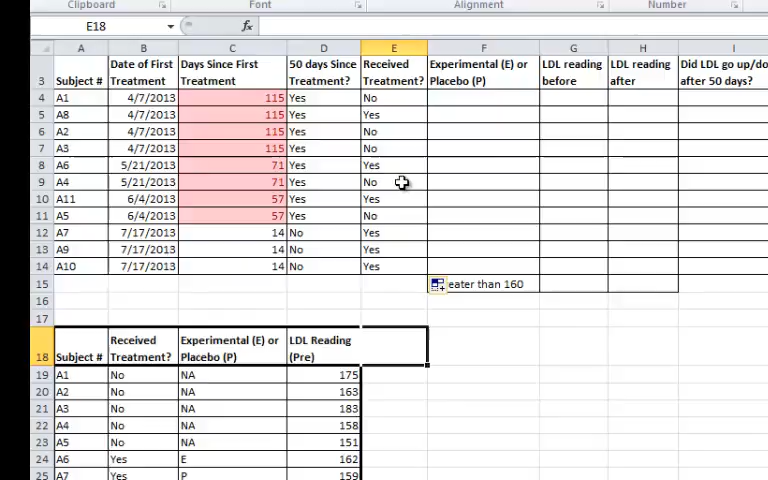 Clipboard Font Alignment Number
E18 fx
A B C D E F G H I
3 Subject # Date of First Treatment Days Since First Treatment 50 days Since Treatment? Received Treatment? Experimental (E) or Placebo (P) LDL reading before LDL reading after Did LDL go up/do after 50 days?
4 A1 4/7/2013 115 Yes No
5 A8 4/7/2013 115 Yes Yes
6 A2 4/7/2013 115 Yes No
7 A3 4/7/2013 115 Yes No
8 A6 5/21/2013 71 Yes Yes
9 A4 5/21/2013 71 Yes No
10 A11 6/4/2013 57 Yes Yes
11 A5 6/4/2013 57 Yes No
12 A7 7/17/2013 14 No Yes
13 A9 7/17/2013 14 No Yes
14 A10 7/17/2013 14 No Yes
15 eater than 160
16
17
18 Subject # Received Treatment? Experimental (E) or Placebo (P) LDL Reading (Pre)
19 A1 No NA 175
20 A2 No NA 163
21 A3 No NA 183
22 A4 No NA 158
23 A5 No NA 151
24 A6 Yes E 162
25 A7 Yes P 159